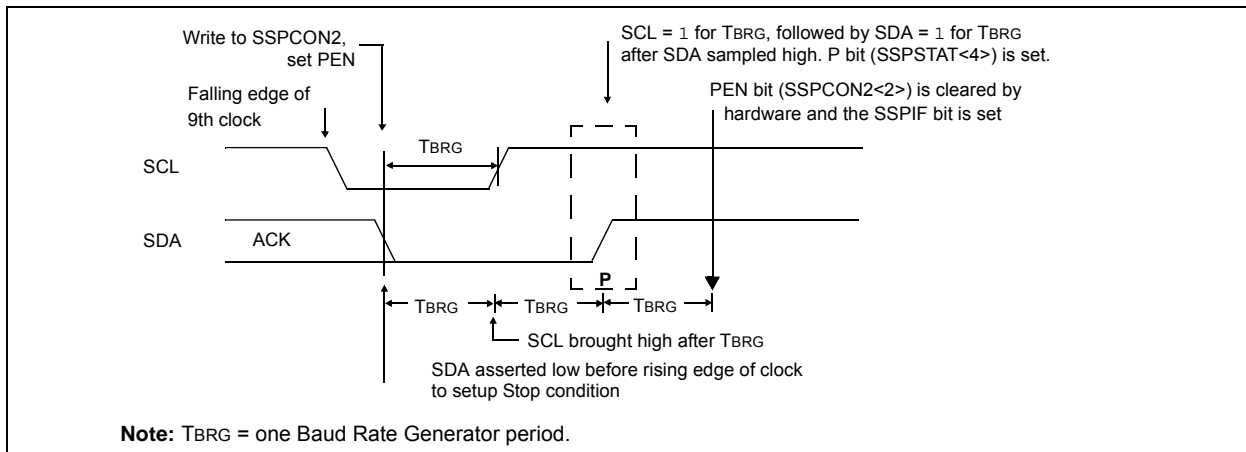 Write to SSPCON2,
set PEN
SCL = 1 for TBRG, followed by SDA = 1 for TBRG
after SDA sampled high. P bit (SSPSTAT<4>) is set.
Falling edge of
9th clock
PEN bit (SSPCON2<2>) is cleared by
hardware and the SSPIF bit is set
TBRG
SCL
SDA
ACK
P
TBRG
TBRG
TBRG
SCL brought high after TBRG
SDA asserted low before rising edge of clock
to setup Stop condition
Note: TBRG = one Baud Rate Generator period.